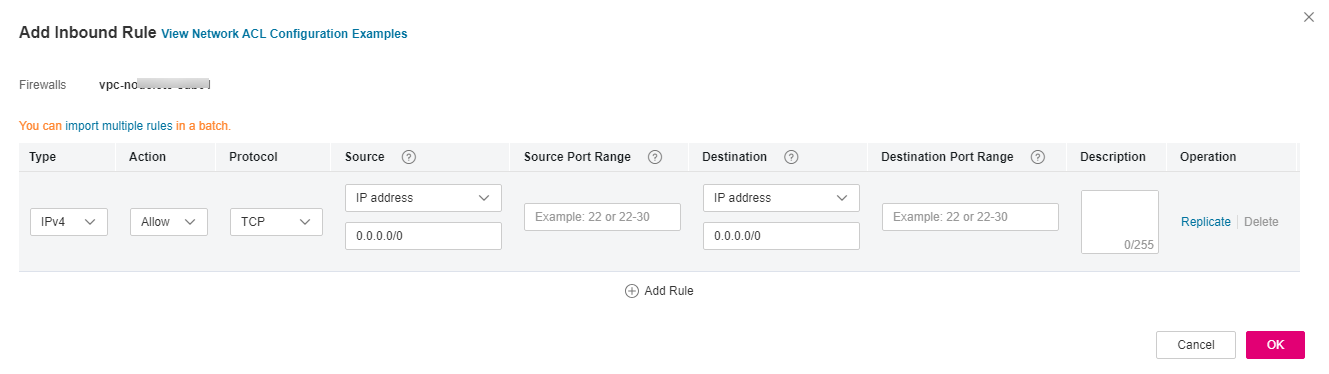 Add Inbound Rule View Network ACL Configuration Examples
Firewalls
You can import multiple rules in a batch.
Type Action Protocol Source ? Source Port Range ? Destination ? Destination Port Range ? Description Operation
IP address IP address
IPv4 Allow TCP Example: 22 or 22-30 Example: 22 or 22-30 Replicate Delete
0.0.0.0/0 0.0.0.0/0 0/255
Add Rule
Cancel OK